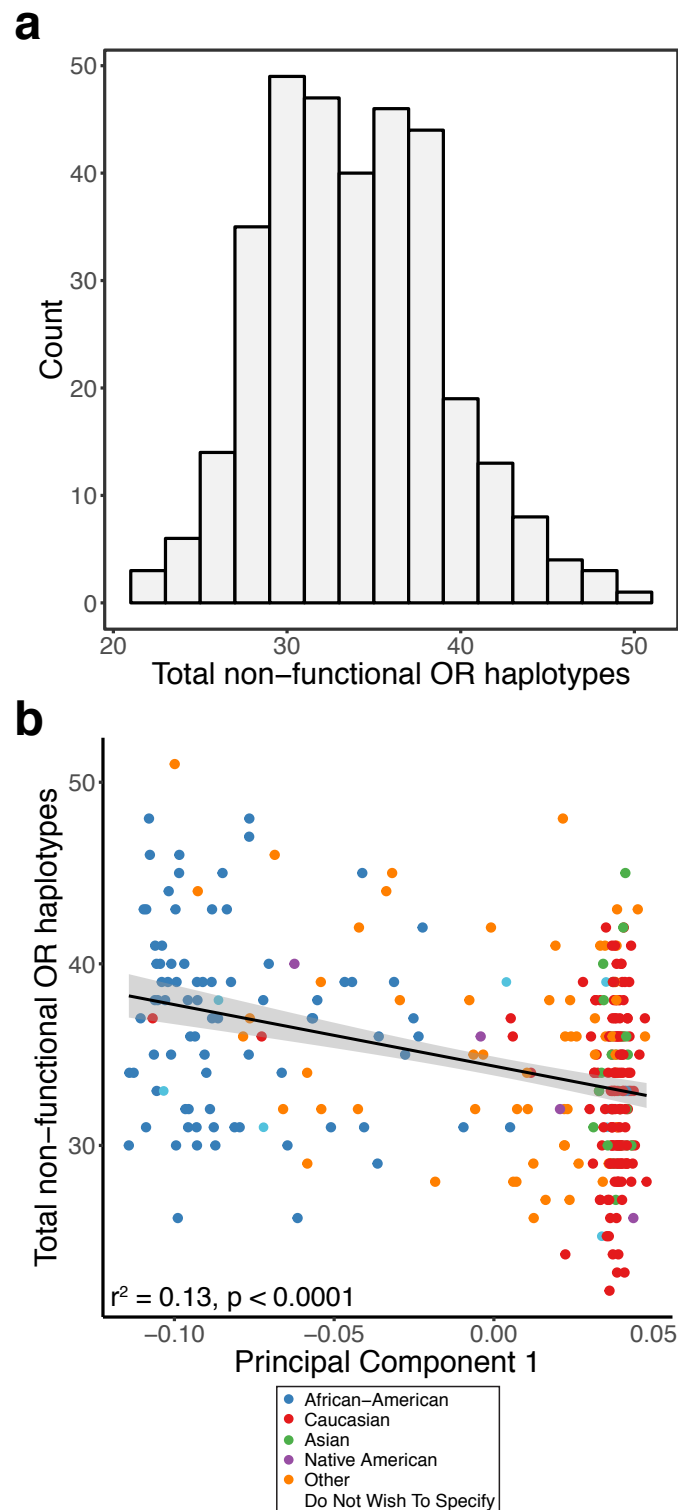 a
50
40
30
20
10
0
Count
20 30 40 50
Total non−functional OR haplotypes
b
50
40
30
Total non−functional OR haplotypes
r² = 0.13, p < 0.0001
−0.10 −0.05 0.00 0.05
Principal Component 1
African−American
Caucasian
Asian
Native American
Other
Do Not Wish To Specify